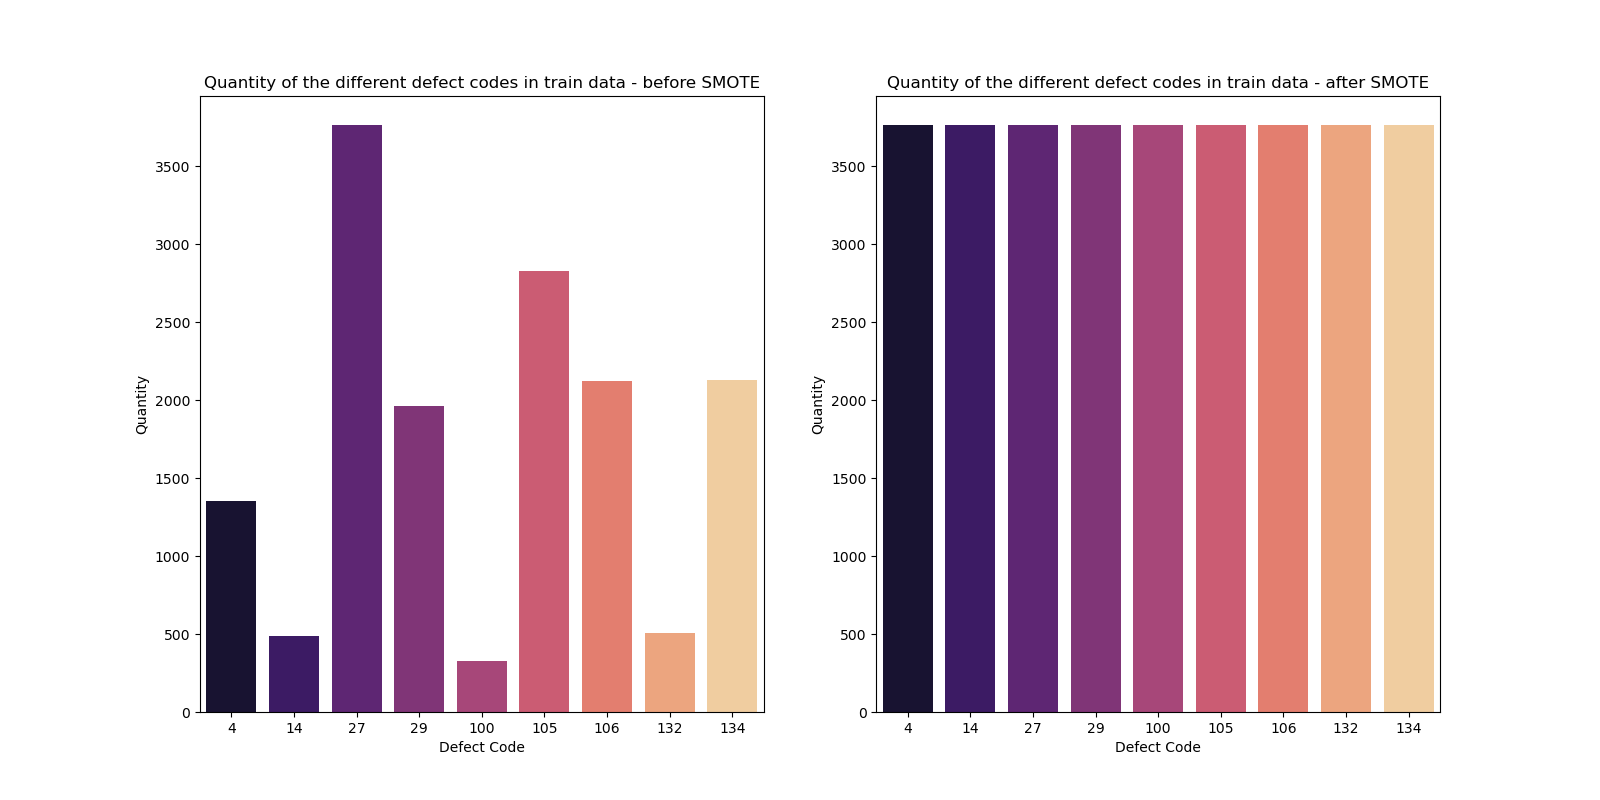 Quantity of the different defect codes in train data - before SMOTE
Quantity
3500
3000
2500
2000
1500
1000
500
0
4 14 27 29 100 105 106 132 134
Defect Code
Quantity of the different defect codes in train data - after SMOTE
Quantity
3500
3000
2500
2000
1500
1000
500
0
4 14 27 29 100 105 106 132 134
Defect Code